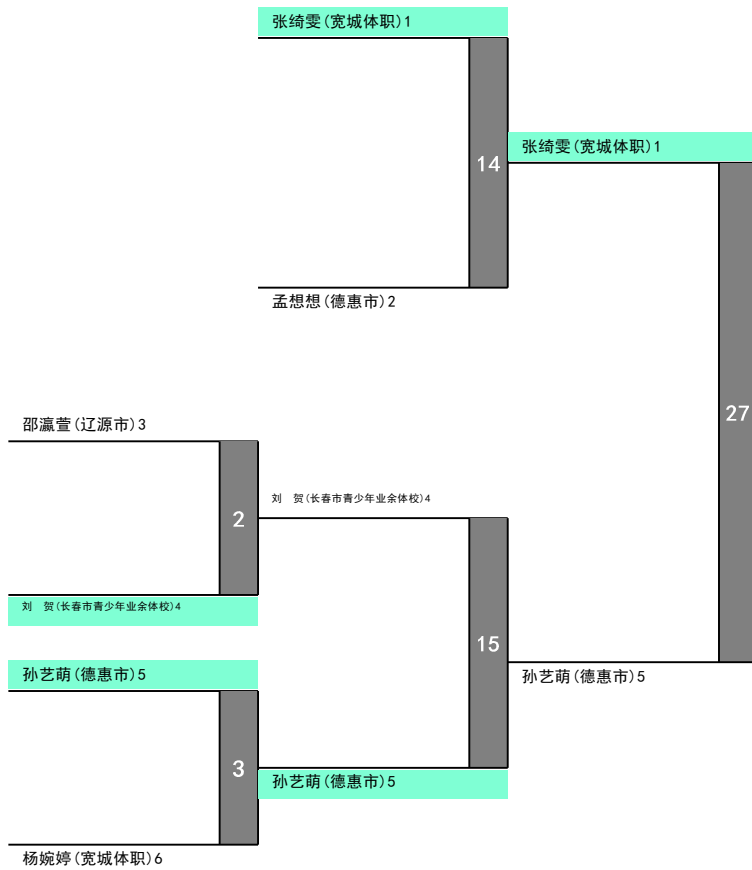 张绮雯(宽城体职)1
张绮雯(宽城体职)1
14
孟想想(德惠市)2
27
邵瀛萱(辽源市)3
刘　贺(长春市青少年业余体校)4
2
刘　贺(长春市青少年业余体校)4
15
孙艺萌(德惠市)5
孙艺萌(德惠市)5
3
孙艺萌(德惠市)5
杨婉婷(宽城体职)6